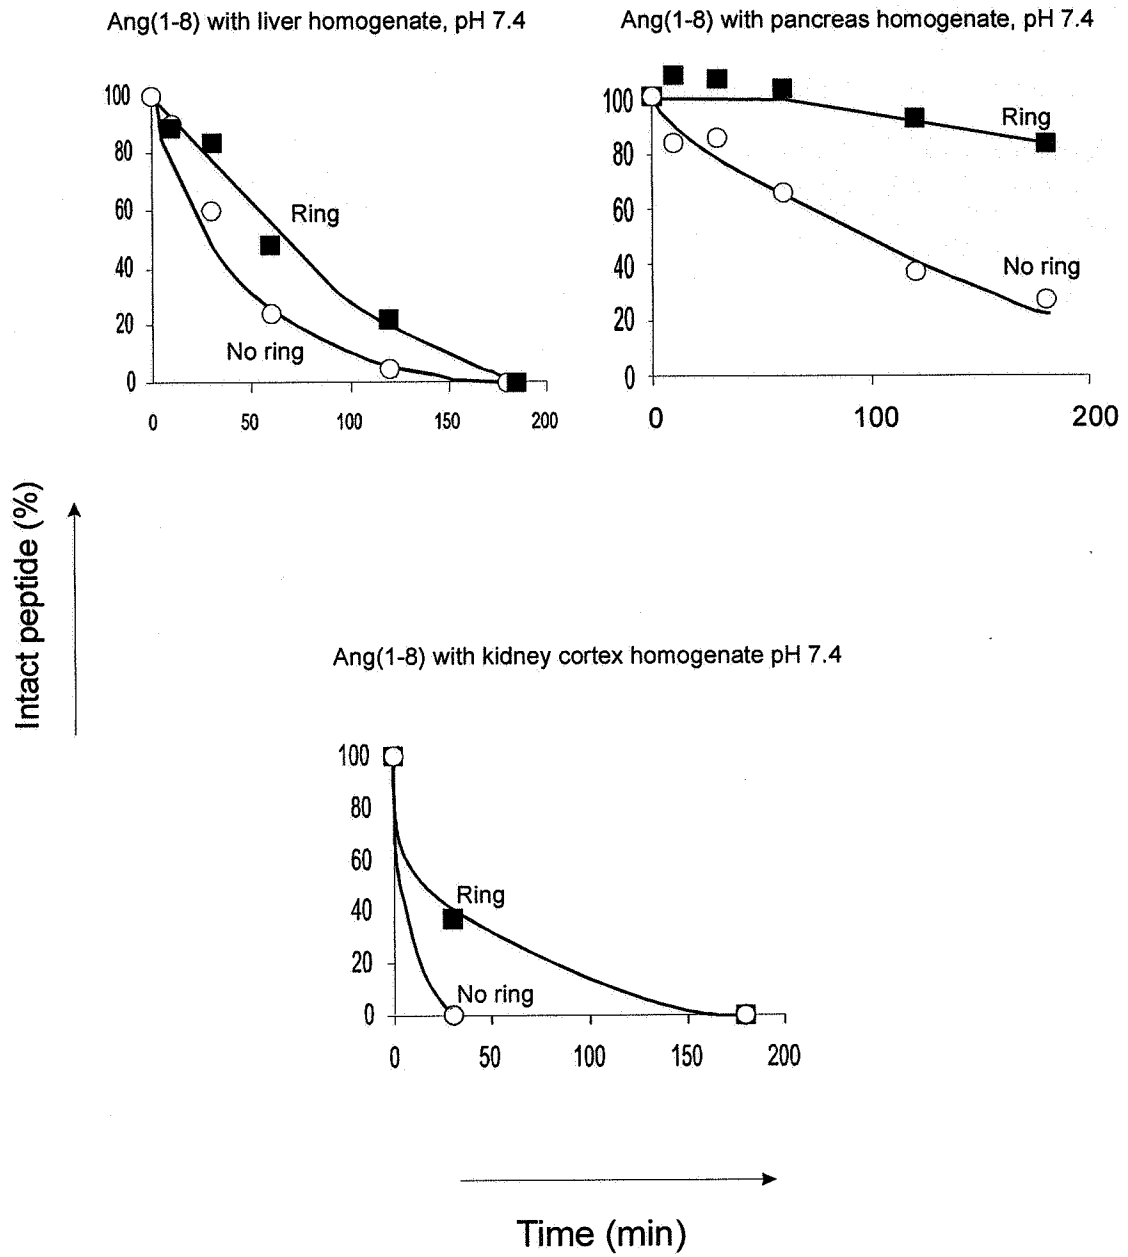 Ang(1-8) with liver homogenate, pH 7.4
100
80
60
40
20
0
Ring
No ring
0 50 100 150 200
Ang(1-8) with pancreas homogenate, pH 7.4
100
80
60
40
20
0
Ring
No ring
0 100 200
Intact peptide (%)
Ang(1-8) with kidney cortex homogenate pH 7.4
100
80
60
40
20
0
Ring
No ring
0 50 100 150 200
Time (min)